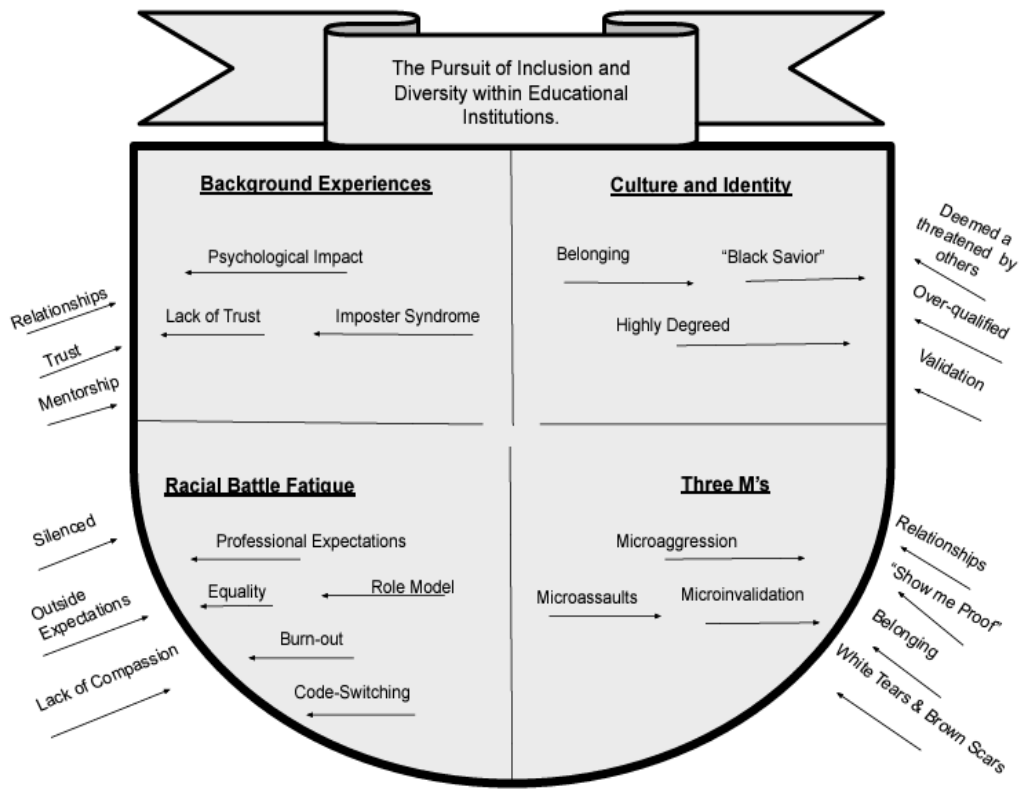 The Pursuit of Inclusion and
Diversity within Educational
Institutions.
Background Experiences
Psychological Impact
Lack of Trust
Imposter Syndrome
Culture and Identity
Belonging
“Black Savior”
Highly Degreed
Relationships
Trust
Mentorship
Deemed a
threatened by
others
Over-qualified
Validation
Racial Battle Fatigue
Professional Expectations
Equality
Role Model
Burn-out
Code-Switching
Three M’s
Microaggression
Microassaults
Microinvalidation
Silenced
Outside
Expectations
Lack of Compassion
Relationships
“Show me Proof”
Belonging
White Tears & Brown Scars